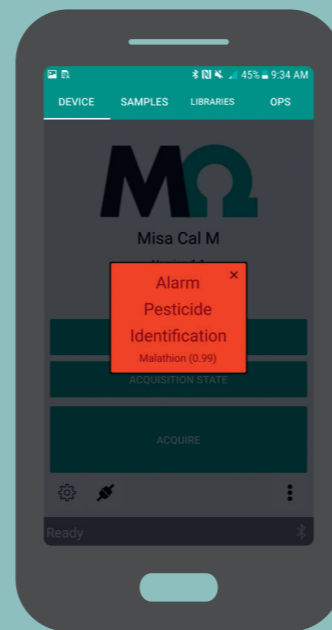 45% 9:34 AM
DEVICE SAMPLES LIBRARIES OPS
MΩ
Misa Cal M
Alarm ×
Pesticide
Identification
Malathion (0.99)
ACQUISITION STATE
ACQUIRE
Ready